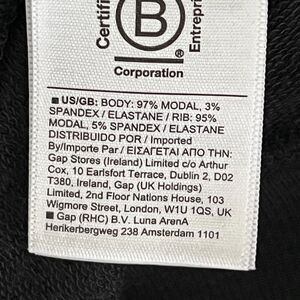 Certified
B
Enterprise
Corporation
■ US/GB: BODY: 97% MODAL, 3%
SPANDEX / ELASTANE / RIB: 95%
MODAL, 5% SPANDEX / ELASTANE
DISTRIBUIDO POR / Imported
By/Importe Par / ΕΙΣΑΓΕΤΑΙ ΑΠΟ ΤΗΝ:
Gap Stores (Ireland) Limited c/o Arthur
Cox, 10 Earlsfort Terrace, Dublin 2, D02
T380, Ireland, Gap (UK Holdings)
Limited, 2nd Floor Nations House, 103
Wigmore Street, London, W1U 1QS, UK
■ Gap (RHC) B.V. Luna ArenA
Herikerbergweg 238 Amsterdam 1101